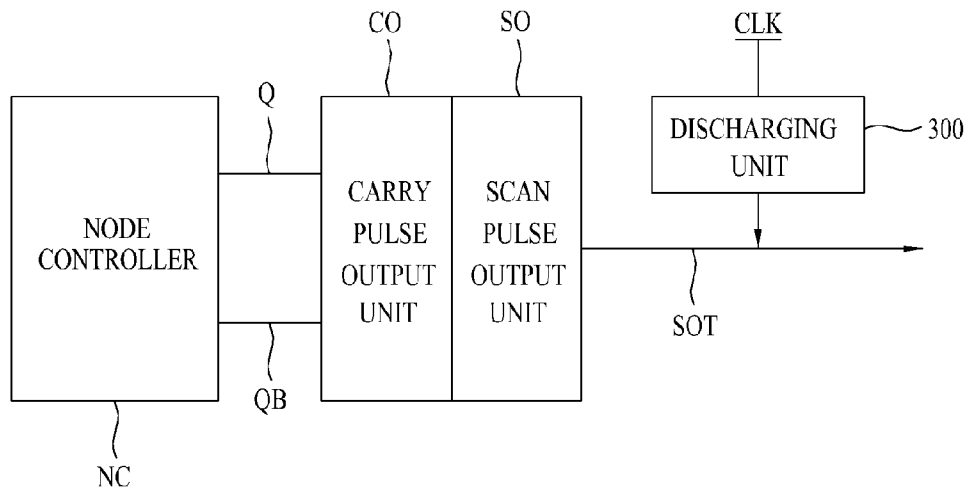 CO
SO
CLK
Q
DISCHARGING
UNIT
300
NODE
CONTROLLER
CARRY
PULSE
OUTPUT
UNIT
SCAN
PULSE
OUTPUT
UNIT
SOT
QB
NC